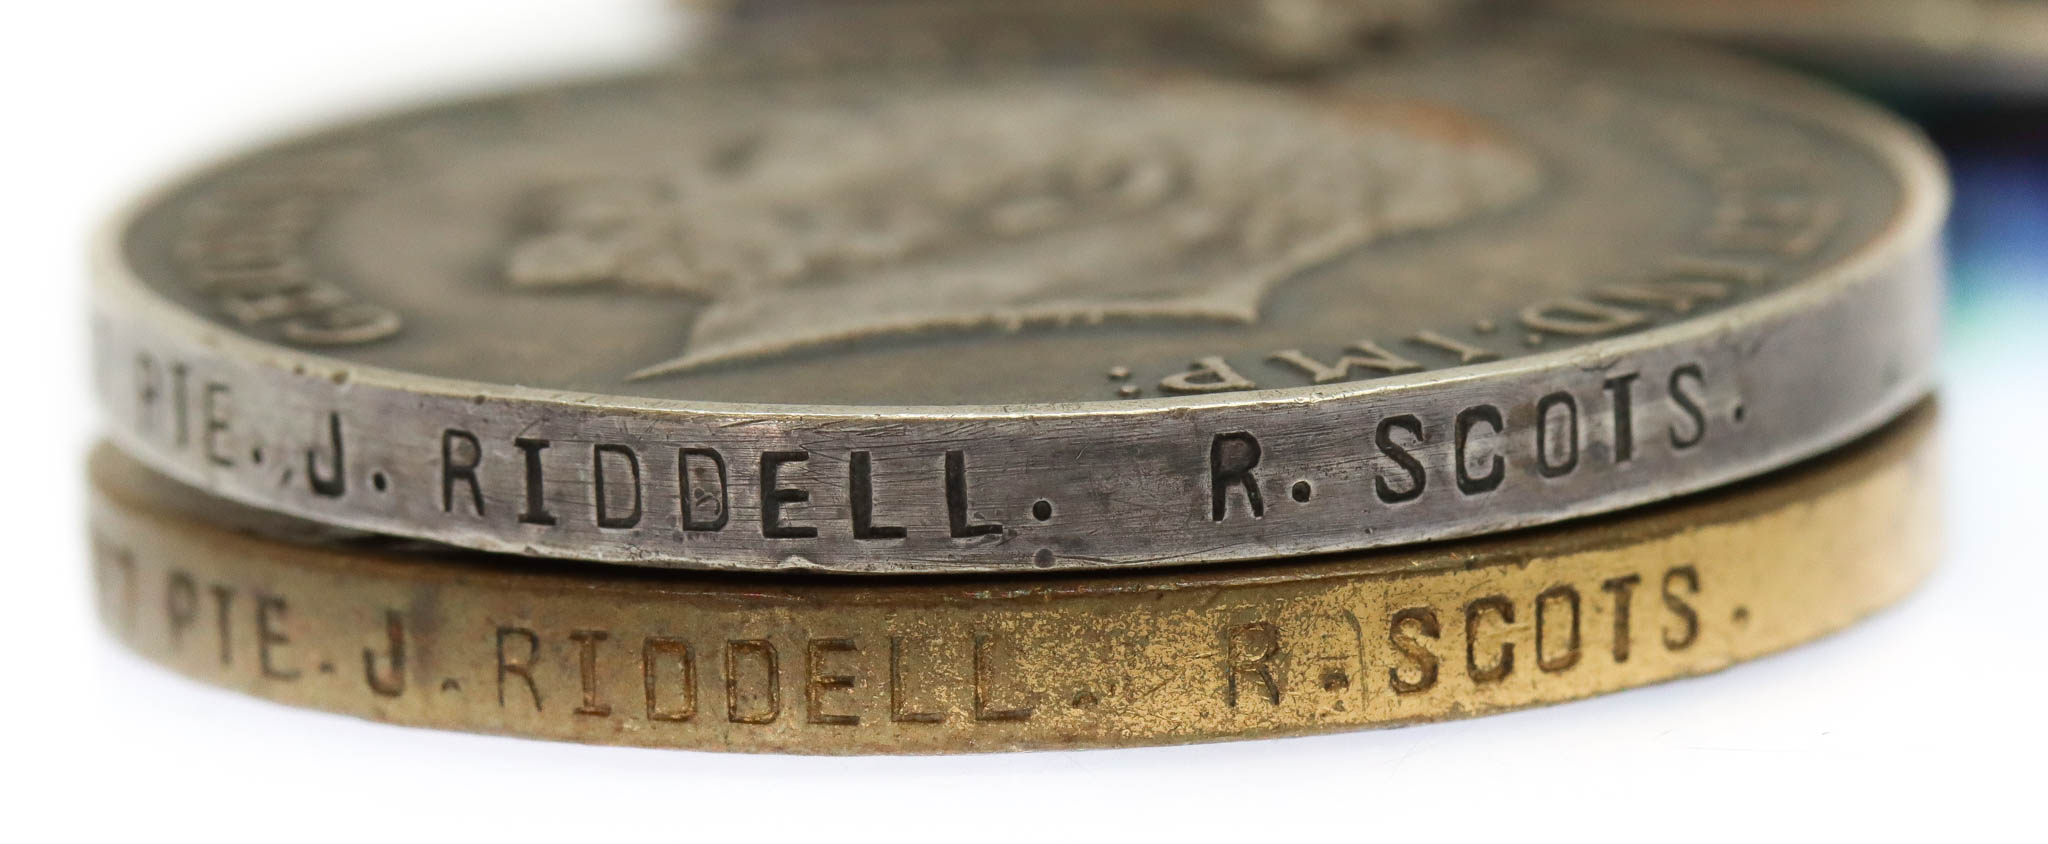 PTE. J. RIDDELL. R. SCOTS.
PTE. J. RIDDELL. R. SCOTS.
IND: IMP: